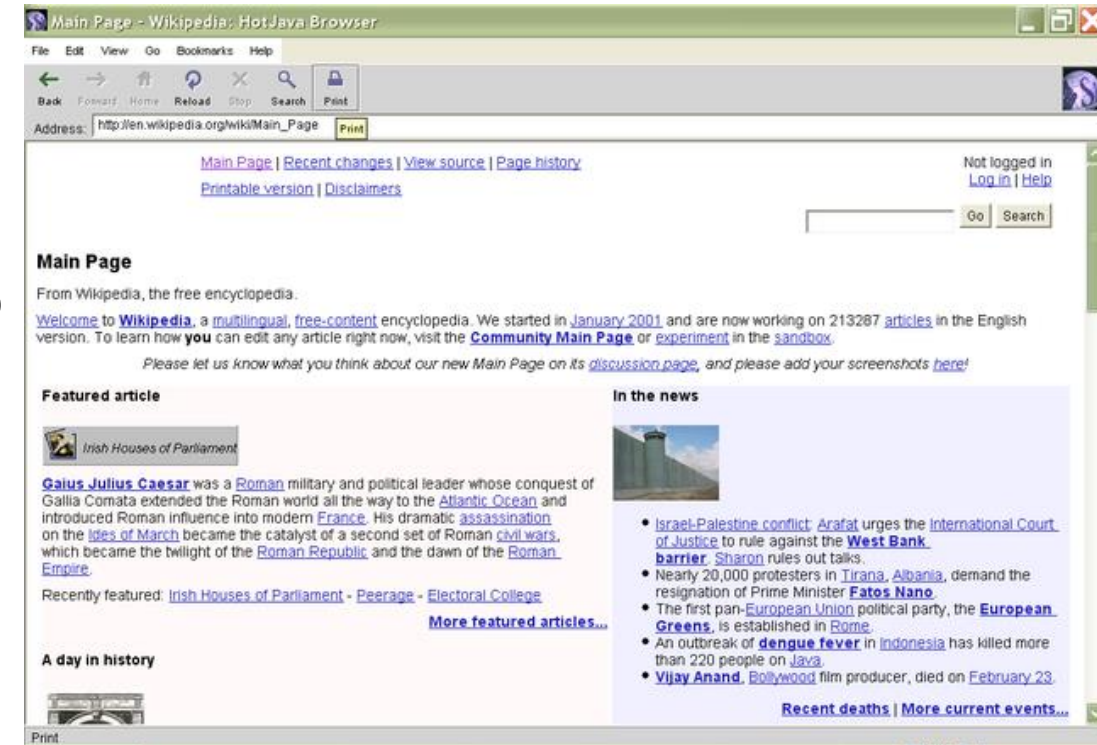 Main Page - Wikipedia: HotJava Browser
File Edit View Go Bookmarks Help
Back Forward Home Reload Stop Search Print
Address: http://en.wikipedia.org/wiki/Main_Page Print
Main Page | Recent changes | View source | Page history
Printable version | Disclaimers
Not logged in
Log in | Help
Go Search
Main Page
From Wikipedia, the free encyclopedia.
Welcome to Wikipedia, a multilingual, free-content encyclopedia. We started in January 2001 and are now working on 213287 articles in the English
version. To learn how you can edit any article right now, visit the Community Main Page or experiment in the sandbox.
Please let us know what you think about our new Main Page on its discussion page, and please add your screenshots here!
Featured article
Irish Houses of Parliament
Gaius Julius Caesar was a Roman military and political leader whose conquest of
Gallia Comata extended the Roman world all the way to the Atlantic Ocean and
introduced Roman influence into modern France. His dramatic assassination
on the Ides of March became the catalyst of a second set of Roman civil wars,
which became the twilight of the Roman Republic and the dawn of the Roman
Empire.
Recently featured: Irish Houses of Parliament - Peerage - Electoral College
More featured articles...
A day in history
In the news
Israel-Palestine conflict: Arafat urges the International Court
of Justice to rule against the West Bank
barrier. Sharon rules out talks.
Nearly 20,000 protesters in Tirana, Albania, demand the
resignation of Prime Minister Fatos Nano.
The first pan-European Union political party, the European
Greens, is established in Rome.
An outbreak of dengue fever in Indonesia has killed more
than 220 people on Java.
Vijay Anand, Bollywood film producer, died on February 23.
Recent deaths | More current events...
Print